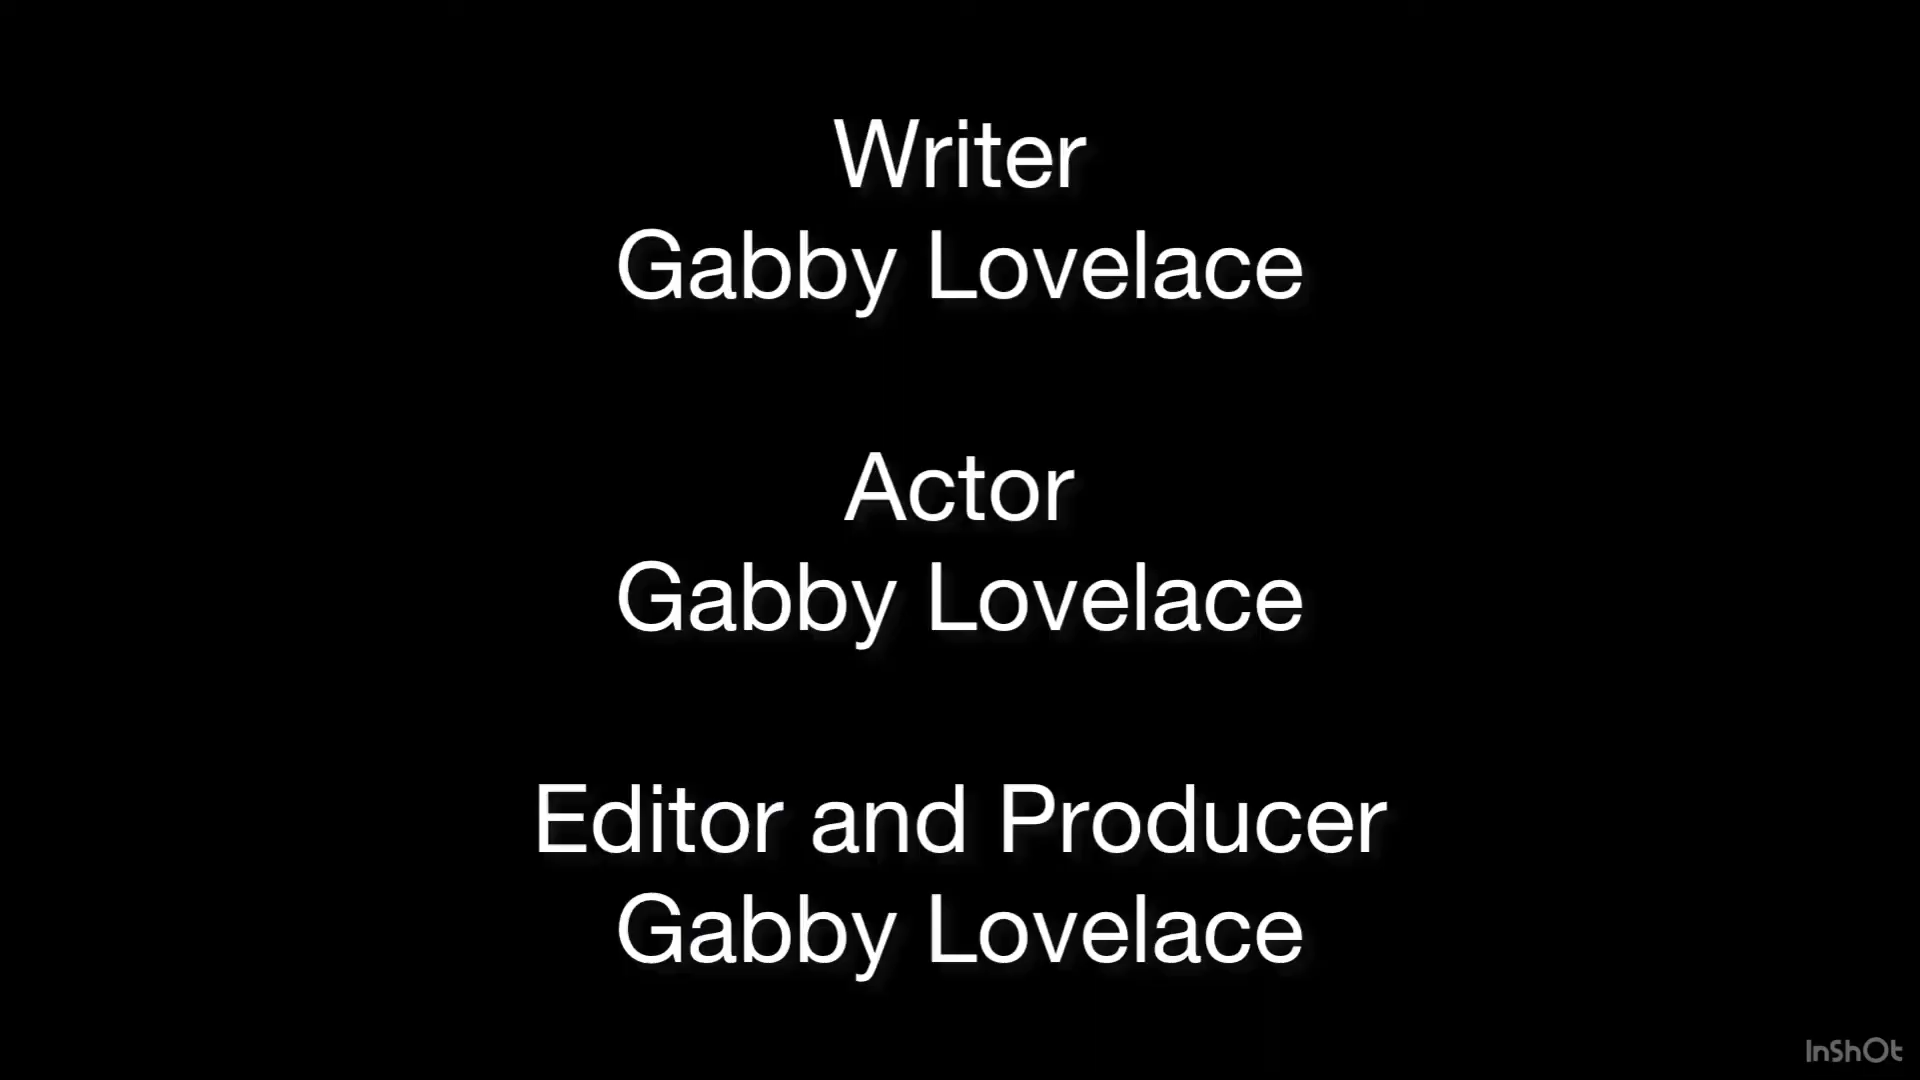 Writer
Gabby Lovelace
Actor
Gabby Lovelace
Editor and Producer
Gabby Lovelace
InShOt